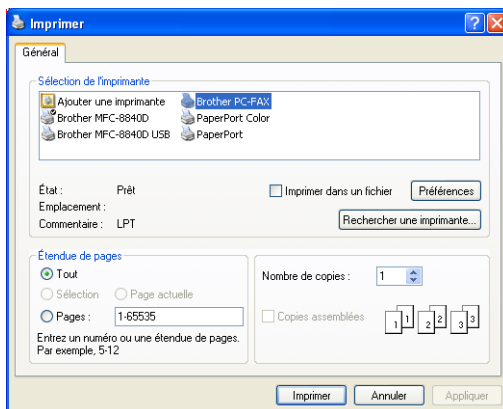 Imprimer
Général
Sélection de l'imprimante
Ajouter une imprimante
Brother PC-FAX
Brother MFC-8840D
PaperPort Color
Brother MFC-8840D USB
PaperPort
État : Prêt
Imprimer dans un fichier
Préférences
Emplacement :
Commentaire : LPT
Rechercher une imprimante...
Étendue de pages
Tout
Sélection
Page actuelle
Pages : 1-65535
Entrez un numéro ou une étendue de pages.
Par exemple, 5-12
Nombre de copies : 1
Copies assemblées
1 1 2 2 3 3
Imprimer
Annuler
Appliquer